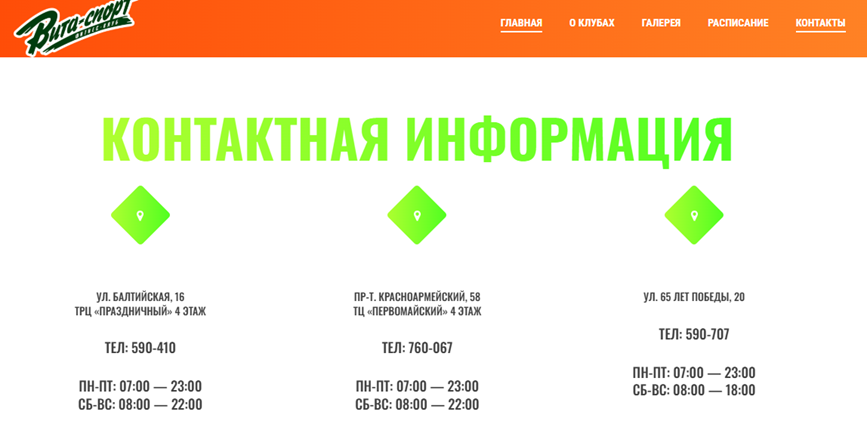 Вита-спорт
ФИТНЕС КЛУБ
ГЛАВНАЯ
О КЛУБАХ
ГАЛЕРЕЯ
РАСПИСАНИЕ
КОНТАКТЫ
КОНТАКТНАЯ ИНФОРМАЦИЯ
УЛ. БАЛТИЙСКАЯ, 16
ТРЦ «ПРАЗДНИЧНЫЙ» 4 ЭТАЖ
ТЕЛ: 590-410
ПН-ПТ: 07:00 — 23:00
СБ-ВС: 08:00 — 22:00
ПР-Т. КРАСНОАРМЕЙСКИЙ, 58
ТЦ «ПЕРВОМАЙСКИЙ» 4 ЭТАЖ
ТЕЛ: 760-067
ПН-ПТ: 07:00 — 23:00
СБ-ВС: 08:00 — 22:00
УЛ. 65 ЛЕТ ПОБЕДЫ, 20
ТЕЛ: 590-707
ПН-ПТ: 07:00 — 23:00
СБ-ВС: 08:00 — 18:00